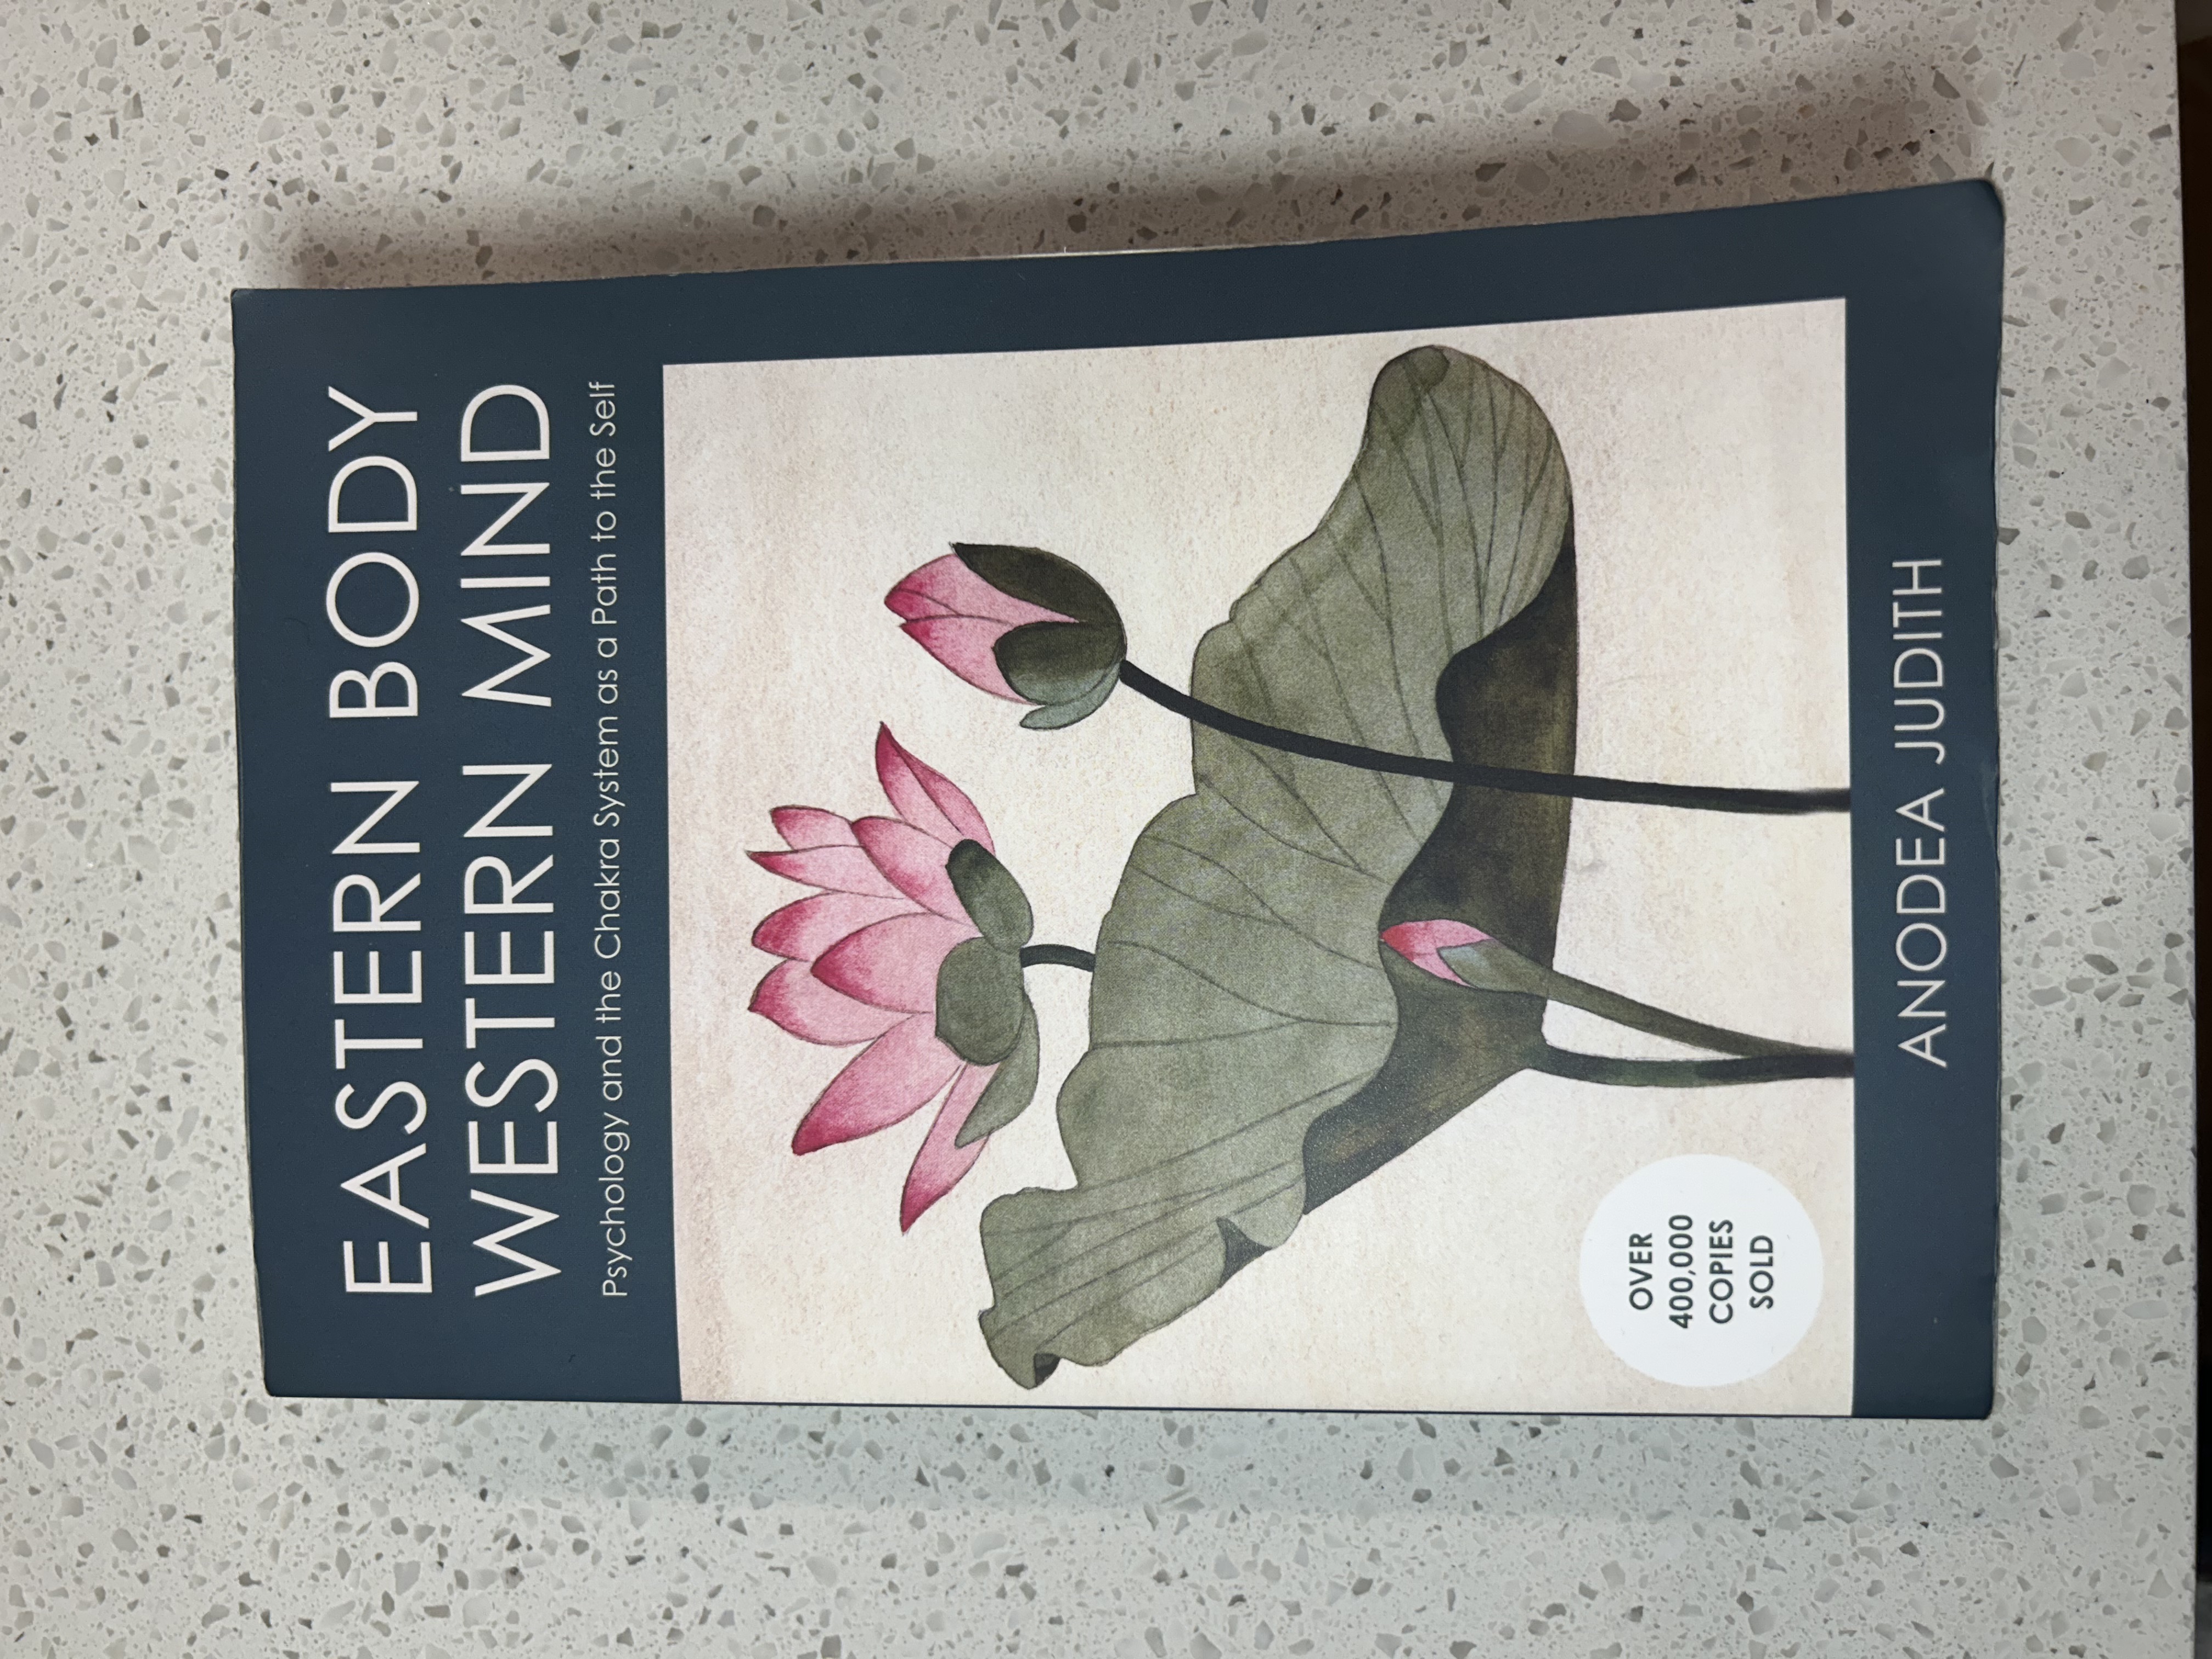 EASTERN BODY
WESTERN MIND
Psychology and the Chakra System as a Path to the Self
OVER
400,000
COPIES
SOLD
ANODEA JUDITH